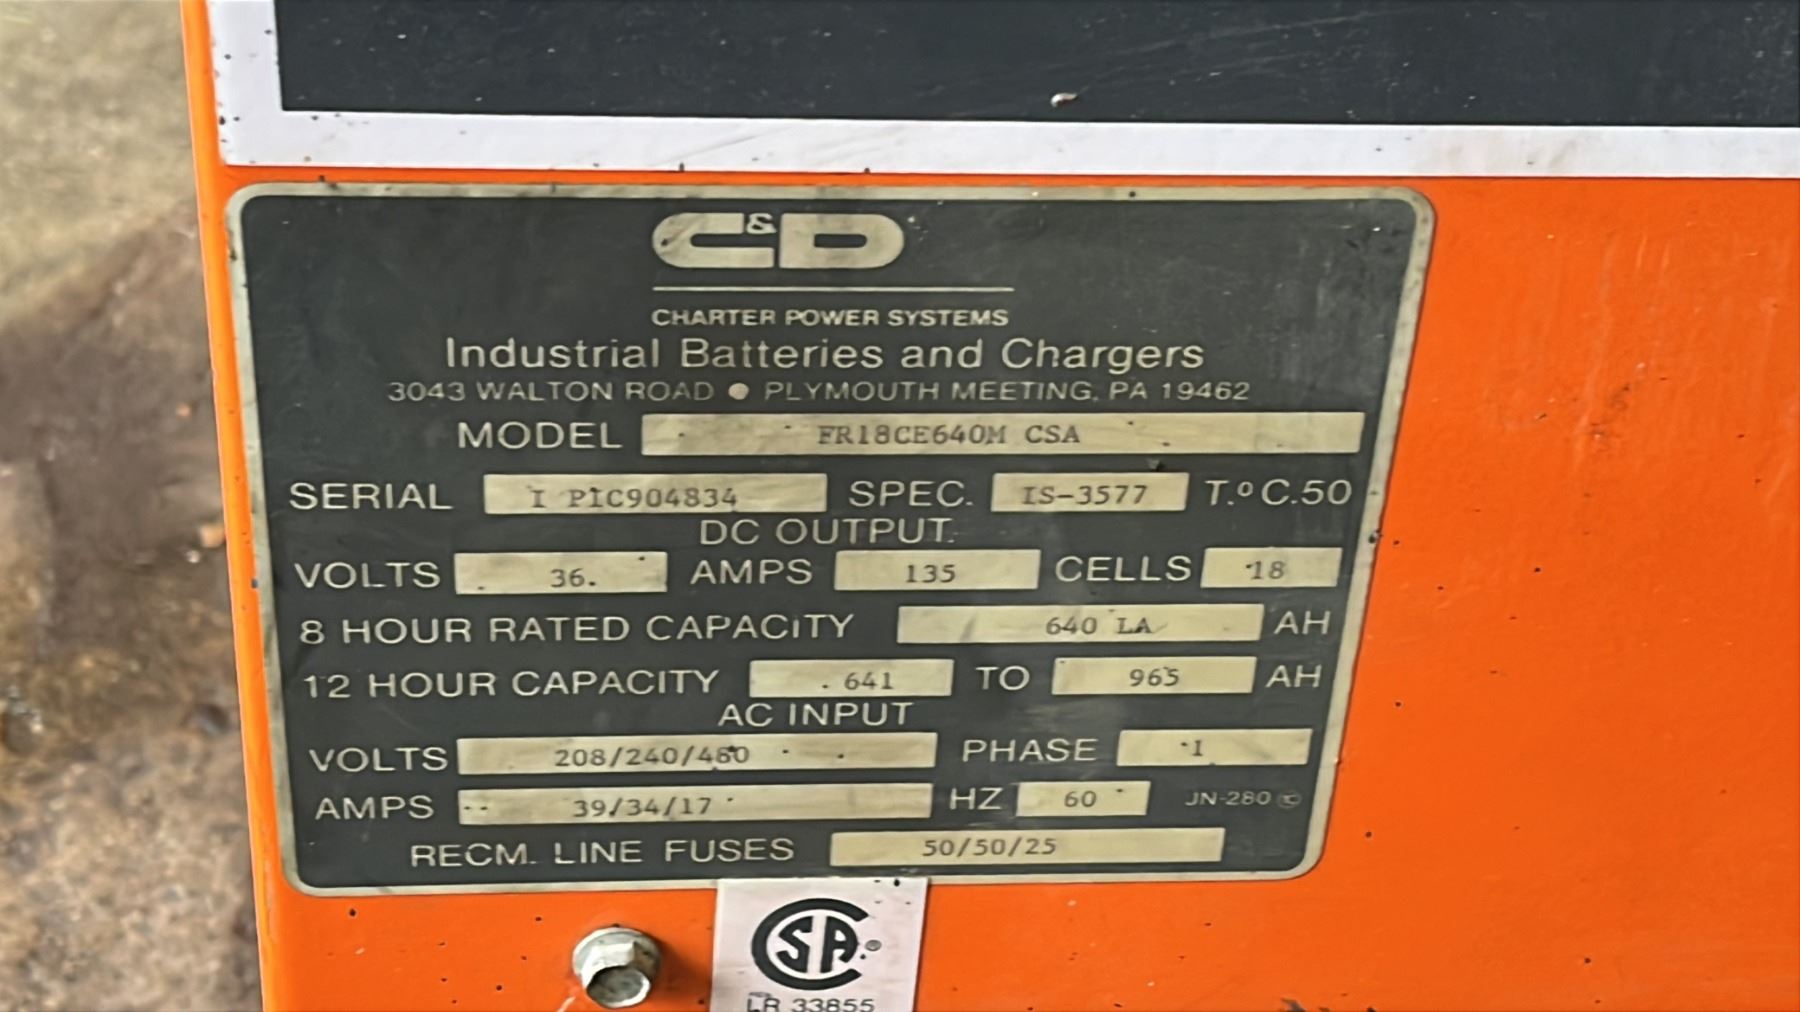 C&D
CHARTER POWER SYSTEMS
Industrial Batteries and Chargers
3043 WALTON ROAD ● PLYMOUTH MEETING, PA 19462
MODEL FR18CE640M CSA
SERIAL I PIC904834 SPEC. IS-3577 T.° C.50
DC OUTPUT
VOLTS 36. AMPS 135 CELLS 18
8 HOUR RATED CAPACITY 640 LA AH
12 HOUR CAPACITY 641 TO 965 AH
AC INPUT
VOLTS 208/240/480 PHASE 1
AMPS 39/34/17 HZ 60 JN-280
RECM. LINE FUSES 50/50/25
CSA
LR 33855